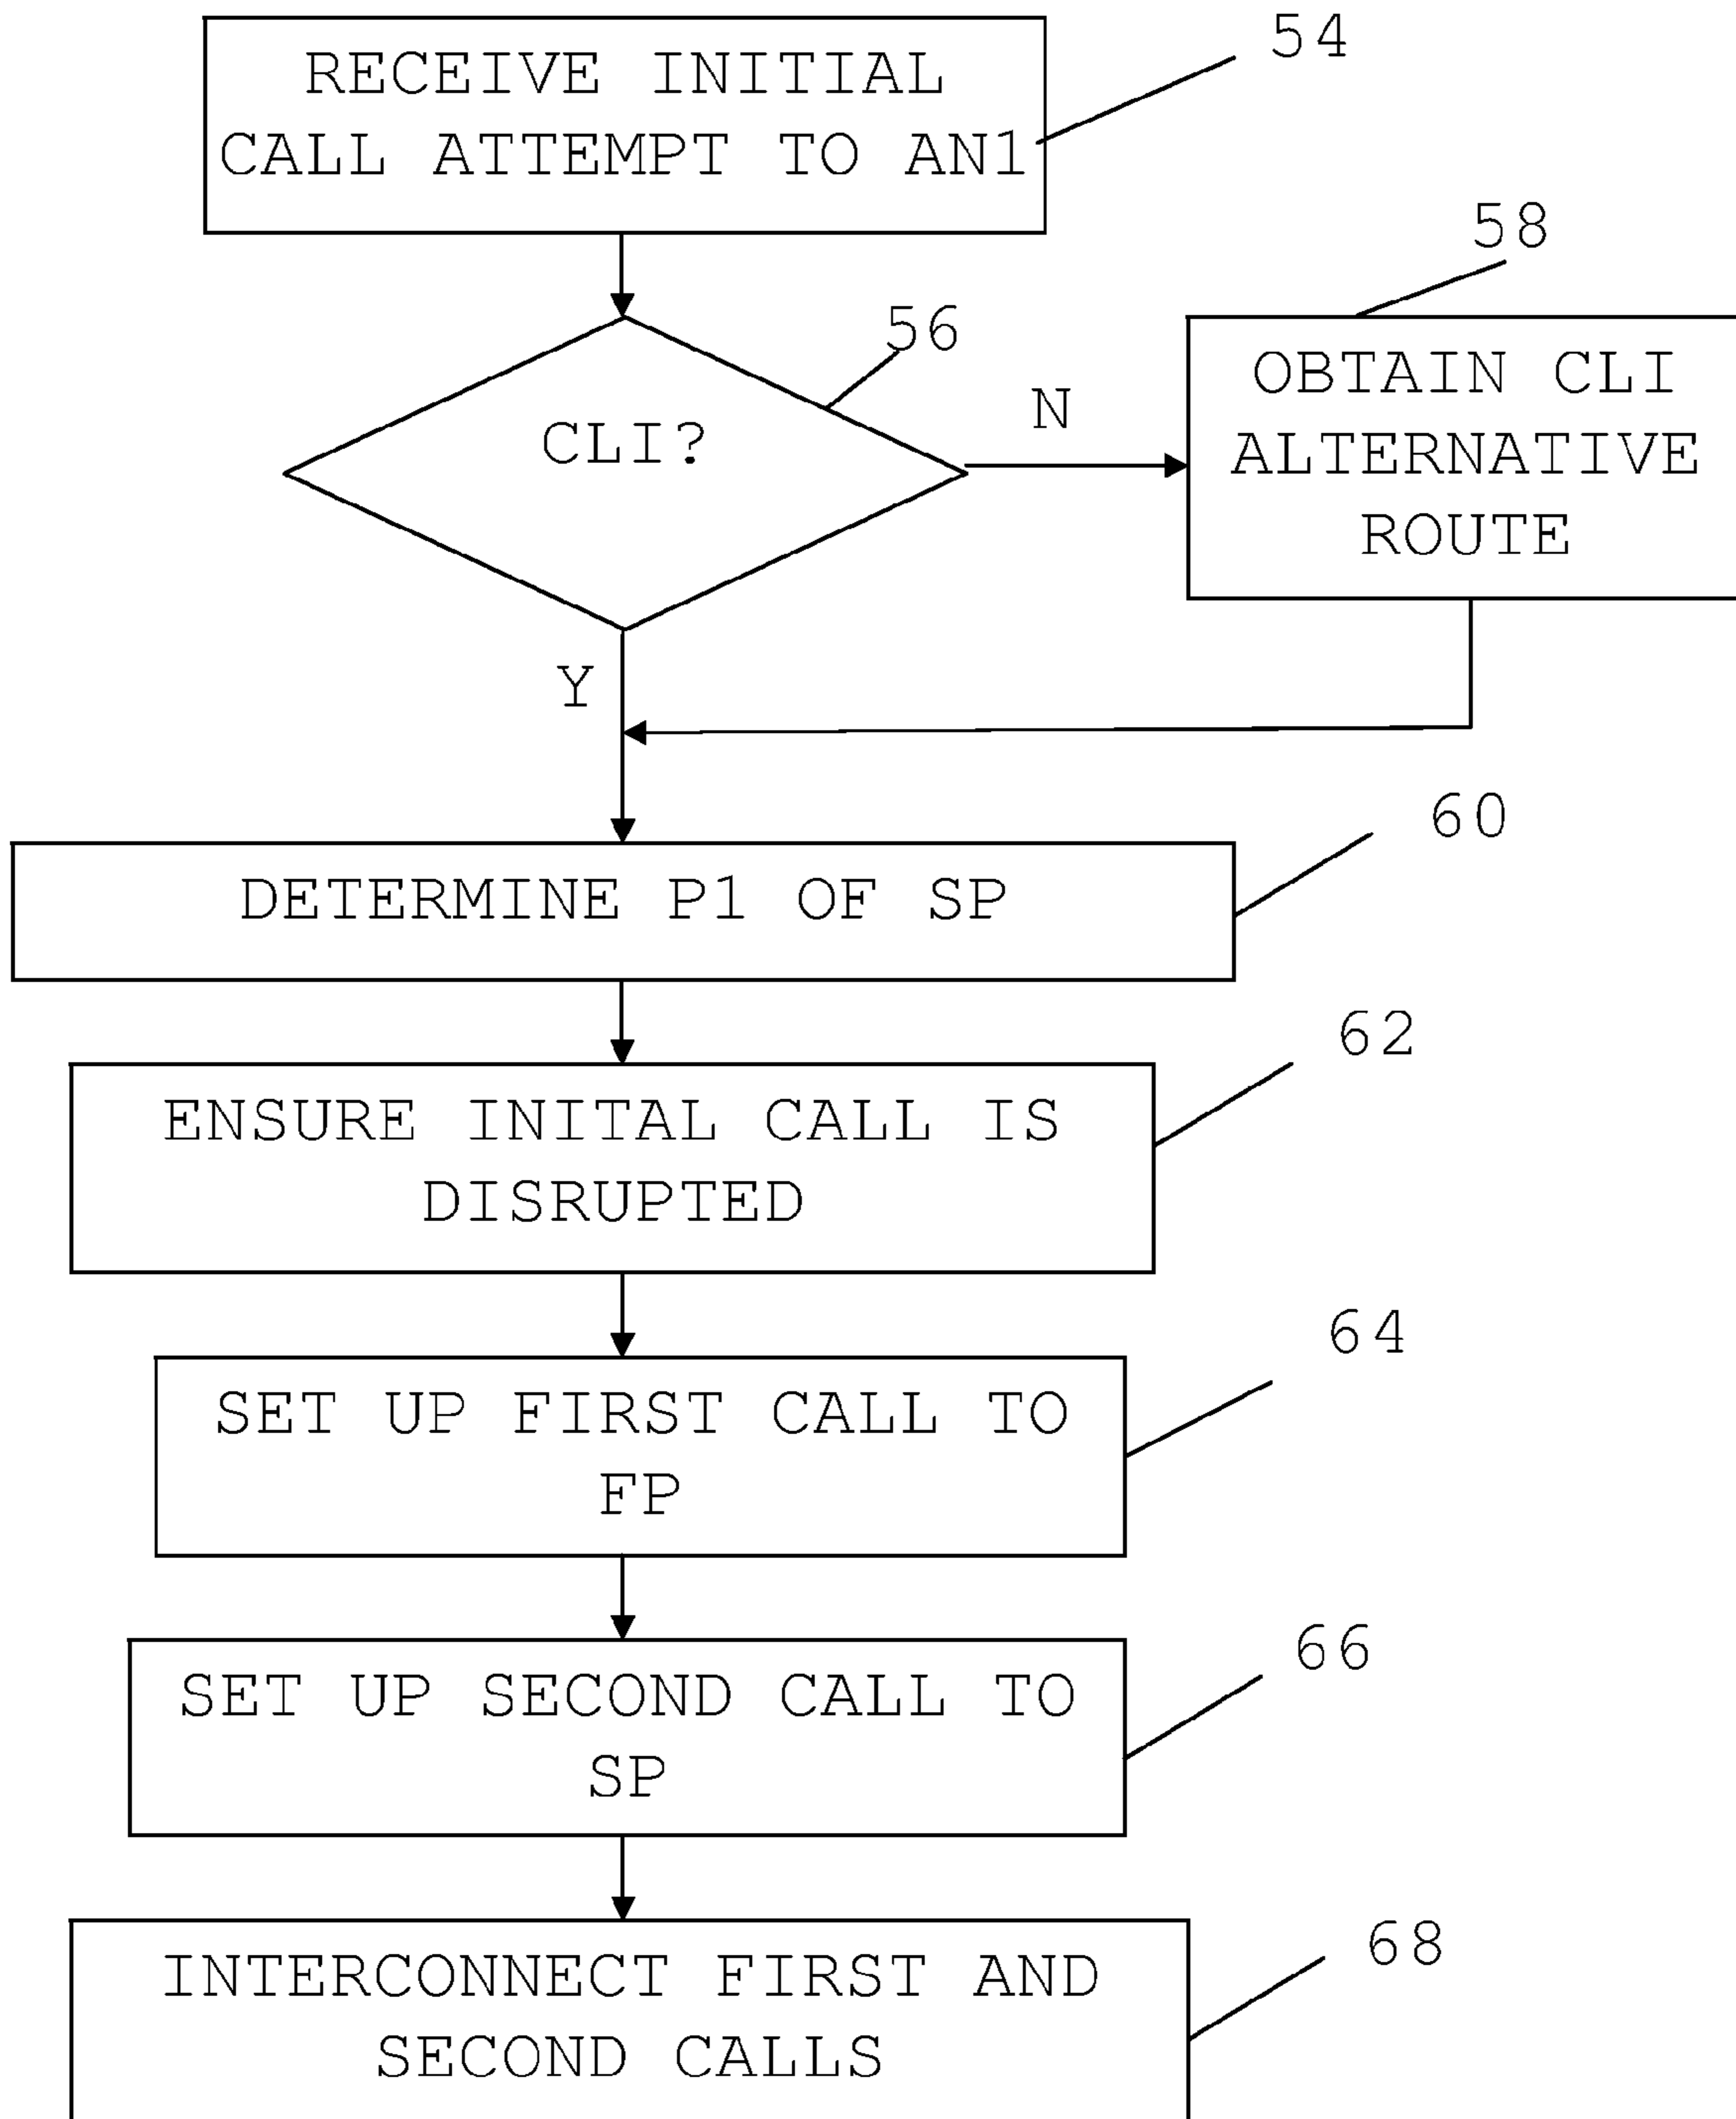 54
RECEIVE INITIAL
CALL ATTEMPT TO AN1
58
56
CLI?
N
OBTAIN CLI
ALTERNATIVE
ROUTE
Y
60
DETERMINE P1 OF SP
62
ENSURE INITAL CALL IS
DISRUPTED
64
SET UP FIRST CALL TO
FP
66
SET UP SECOND CALL TO
SP
68
INTERCONNECT FIRST AND
SECOND CALLS